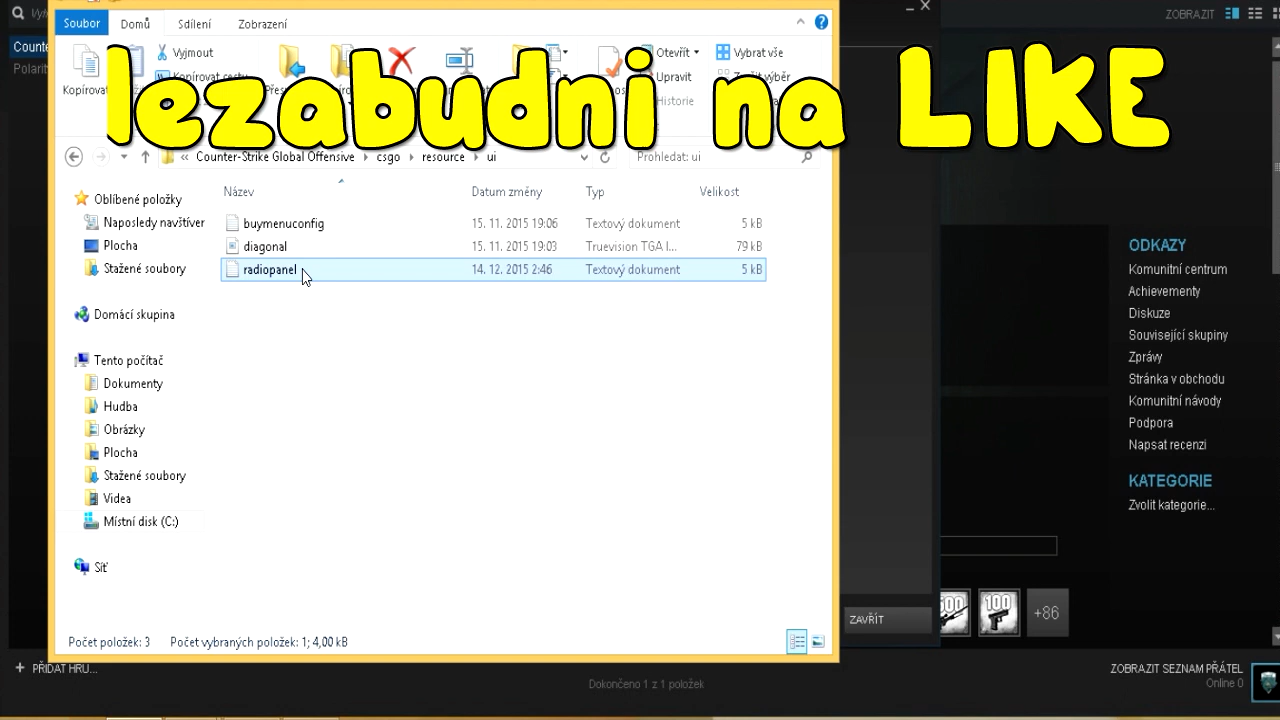 Soubor Domů Sdílení Zobrazení
ZOBRAZIT
Vyjmout
Kopírovat cestu
Otevřít
Upravit
Historie
Vybrat vše
lezabudni na LIKE
« Counter-Strike Global Offensive csgo resource ui
Prohledat: ui
Název Datum změny Typ Velikost
buymenuconfig 15. 11. 2015 19:06 Textový dokument 5 kB
diagonal 15. 11. 2015 19:03 Truevision TGA I... 79 kB
radiopanel 14. 12. 2015 2:46 Textový dokument 5 kB
Oblíbené položky
Naposledy navštíver
Plocha
Stažené soubory
Domácí skupina
Tento počítač
Dokumenty
Hudba
Obrázky
Plocha
Stažené soubory
Videa
Místní disk (C:)
Síť
Počet položek: 3 Počet vybraných položek: 1; 4,00 kB
ODKAZY
Komunitní centrum
Achievementy
Diskuze
Související skupiny
Zprávy
Stránka v obchodu
Komunitní návody
Podpora
Napsat recenzi
KATEGORIE
Zvolit kategorie...
100
+86
ZAVŘÍT
+ PŘIDAT HRU...
Dokončeno 1 z 1 položek
ZOBRAZIT SEZNAM PŘÁTEL
Online 0